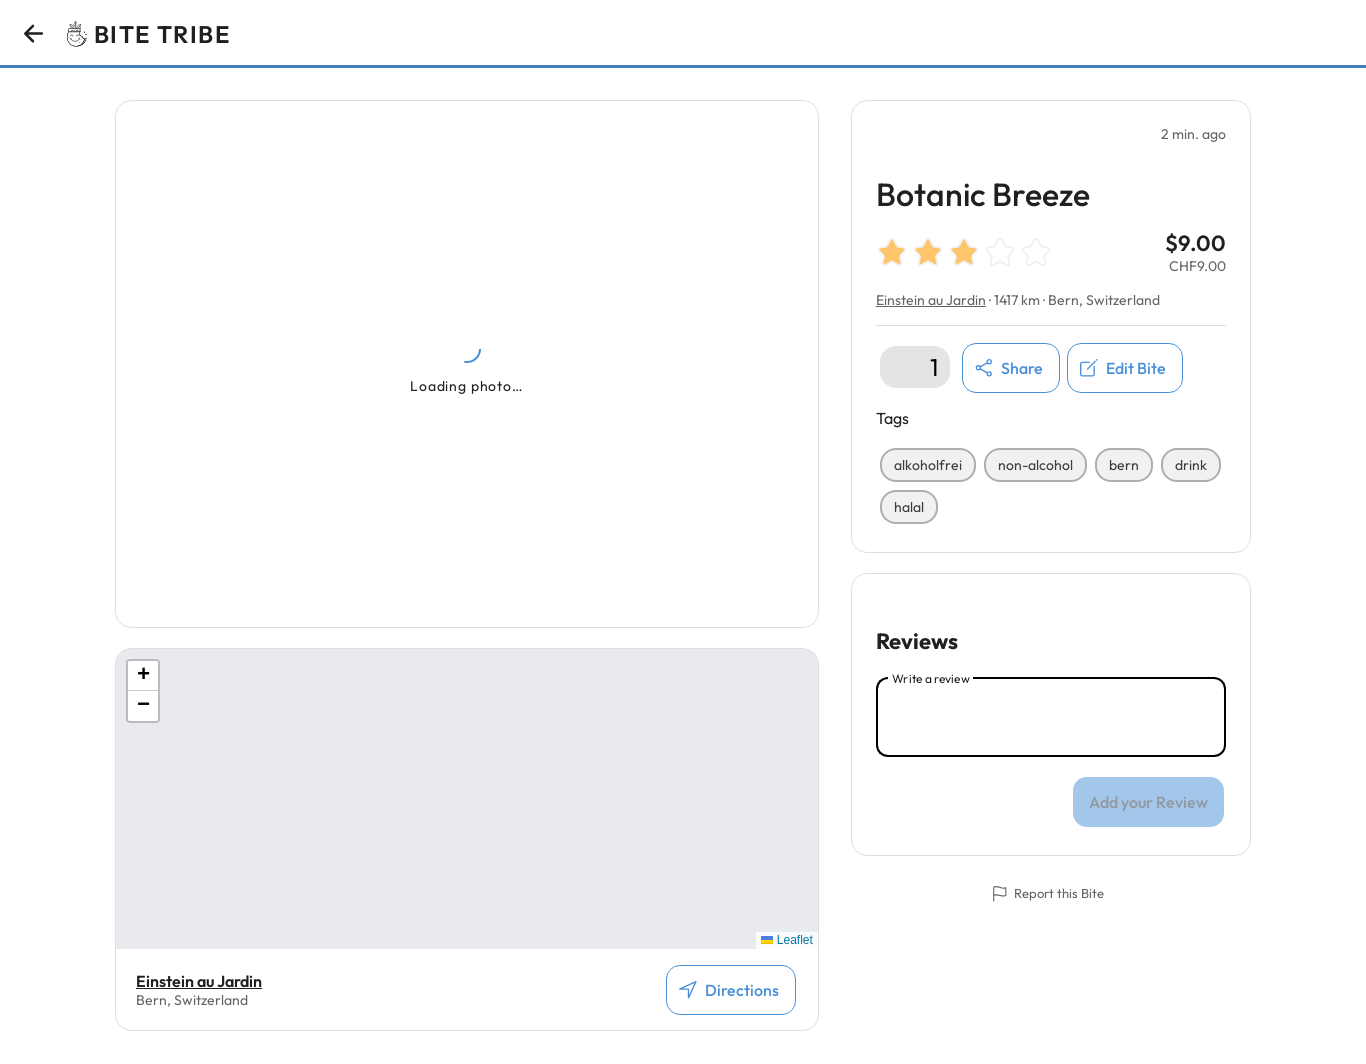 BITE TRIBE
Loading photo…
+
−
Leaflet
Einstein au Jardin
Bern, Switzerland
Directions
2 min. ago
Botanic Breeze
$9.00
CHF9.00
Einstein au Jardin · 1417 km · Bern, Switzerland
1
Share
Edit Bite
Tags
alkoholfrei
non-alcohol
bern
drink
halal
Reviews
Write a review
Add your Review
Report this Bite